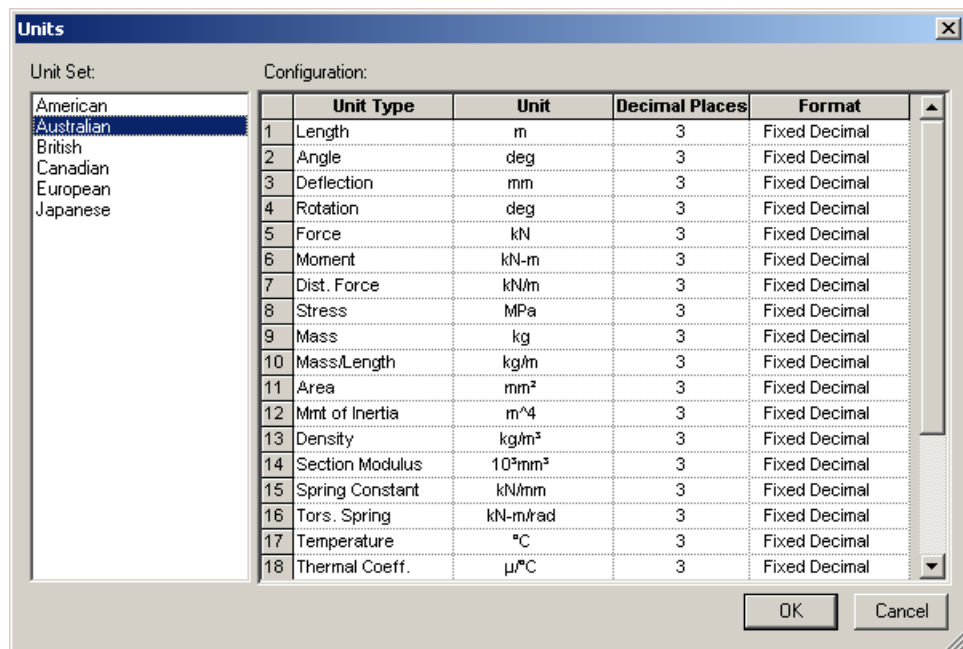 Units
Unit Set:
Configuration:
American
Australian
British
Canadian
European
Japanese
Unit Type Unit Decimal Places Format
1 Length m 3 Fixed Decimal
2 Angle deg 3 Fixed Decimal
3 Deflection mm 3 Fixed Decimal
4 Rotation deg 3 Fixed Decimal
5 Force kN 3 Fixed Decimal
6 Moment kN-m 3 Fixed Decimal
7 Dist. Force kN/m 3 Fixed Decimal
8 Stress MPa 3 Fixed Decimal
9 Mass kg 3 Fixed Decimal
10 Mass/Length kg/m 3 Fixed Decimal
11 Area mm² 3 Fixed Decimal
12 Mmt of Inertia m^4 3 Fixed Decimal
13 Density kg/m³ 3 Fixed Decimal
14 Section Modulus 10³mm³ 3 Fixed Decimal
15 Spring Constant kN/mm 3 Fixed Decimal
16 Tors. Spring kN-m/rad 3 Fixed Decimal
17 Temperature °C 3 Fixed Decimal
18 Thermal Coeff. µ/°C 3 Fixed Decimal
OK Cancel